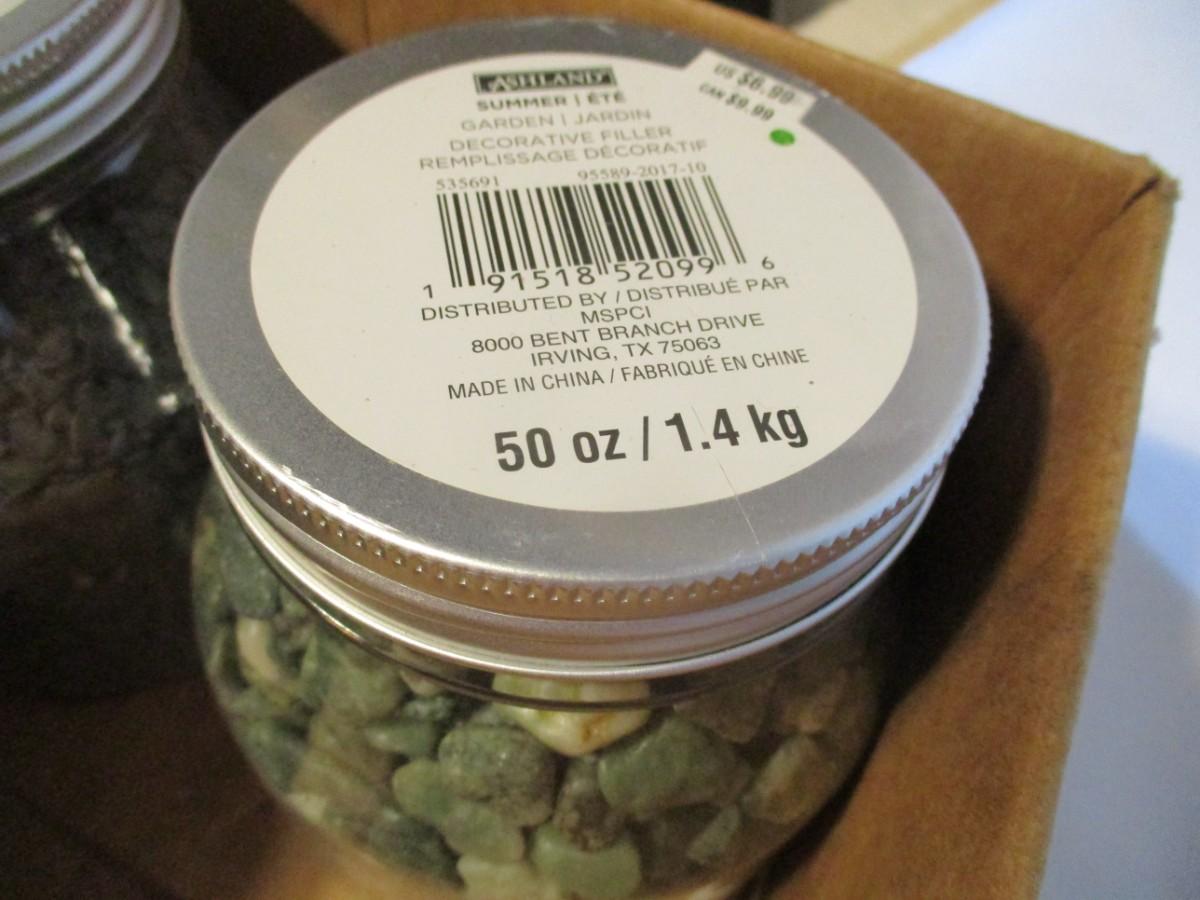 ASHLAND
US $6.99
CAN $9.99
SUMMER | ÉTÉ
GARDEN | JARDIN
DECORATIVE FILLER
REMPLISSAGE DÉCORATIF
535691 95589-2017-10
1 91518 52099 6
DISTRIBUTED BY / DISTRIBUÉ PAR
MSPCI
8000 BENT BRANCH DRIVE
IRVING, TX 75063
MADE IN CHINA / FABRIQUÉ EN CHINE
50 oz / 1.4 kg